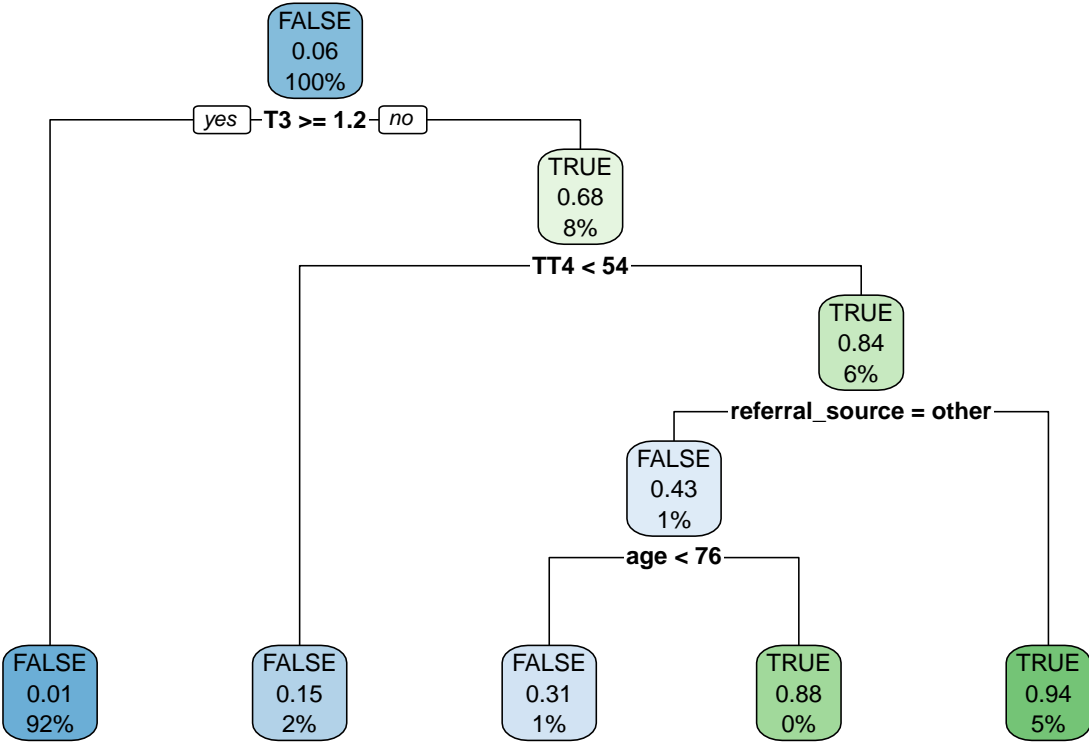 FALSE
0.06
100%
yes T3 >= 1.2 no
TRUE
0.68
8%
TT4 < 54
TRUE
0.84
6%
referral_source = other
FALSE
0.43
1%
age < 76
FALSE
0.01
92%
FALSE
0.15
2%
FALSE
0.31
1%
TRUE
0.88
0%
TRUE
0.94
5%